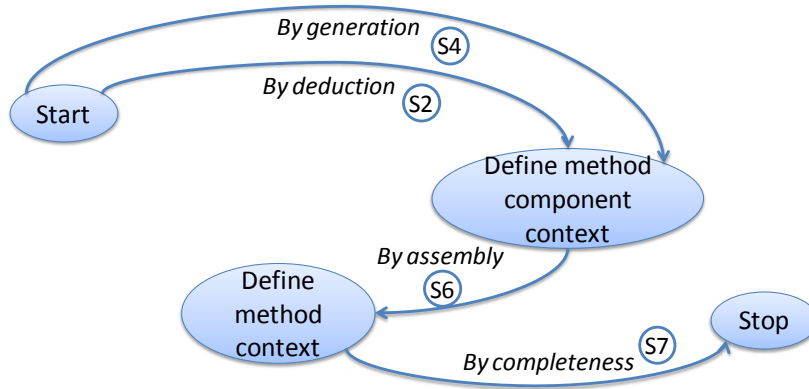 By generation
S4
By deduction
S2
Start
Define method
component
context
By assembly
S6
Define
method
context
Stop
S7
By completeness